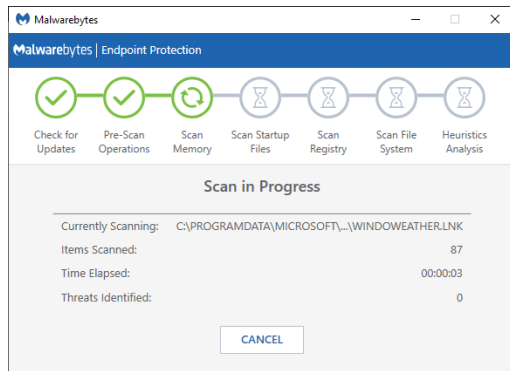 Malwarebytes
Malwarebytes | Endpoint Protection
Check for Updates
Pre-Scan Operations
Scan Memory
Scan Startup Files
Scan Registry
Scan File System
Heuristics Analysis
Scan in Progress
Currently Scanning: C:\PROGRAMDATA\MICROSOFT\...\WINDOWEATHER.LNK
Items Scanned: 87
Time Elapsed: 00:00:03
Threats Identified: 0
CANCEL